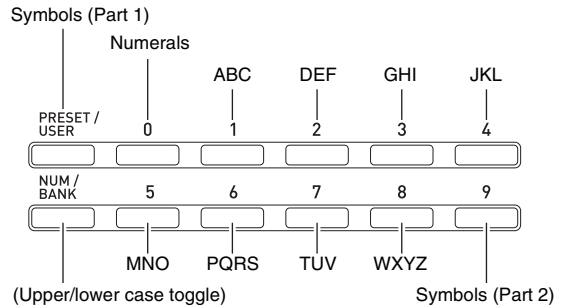 Symbols (Part 1)
Numerals
ABC DEF GHI JKL
PRESET /
USER 0 1 2 3 4
NUM /
BANK 5 6 7 8 9
MNO PQRS TUV WXYZ
(Upper/lower case toggle) Symbols (Part 2)